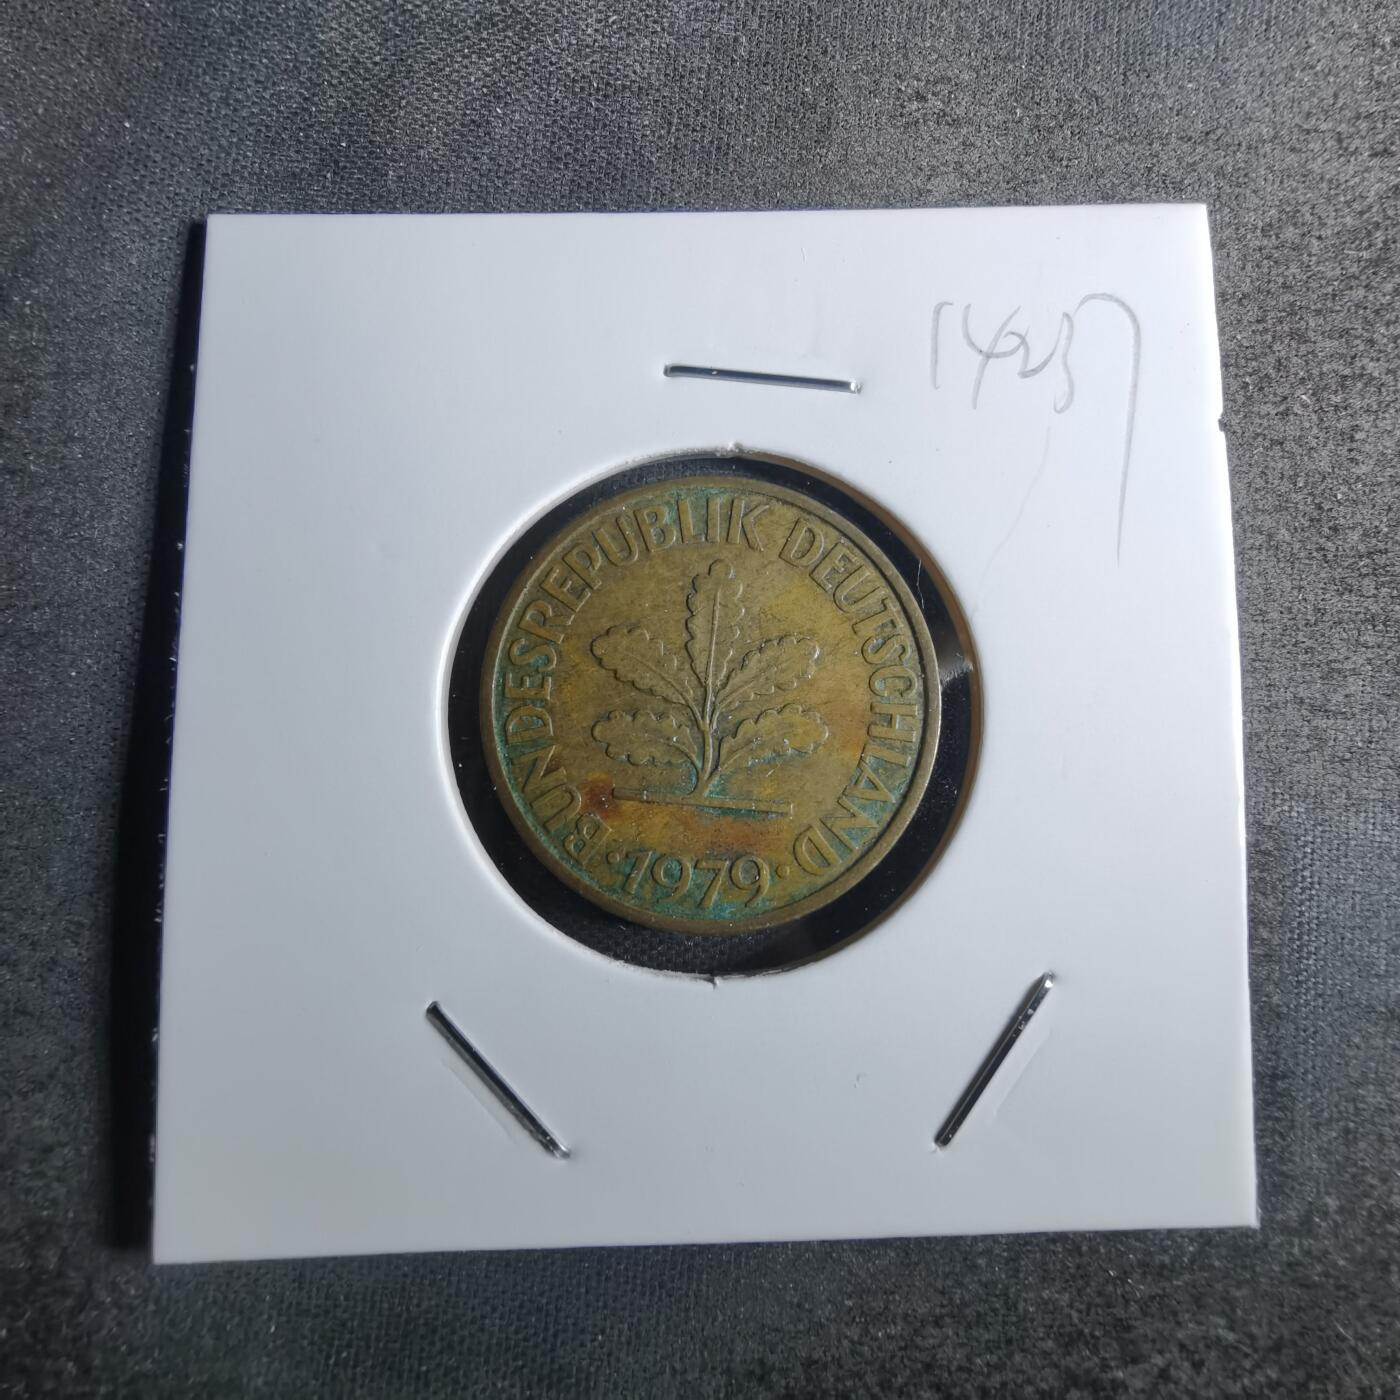 BUNDESREPUBLIK DEUTSCHLAND
· 1979 ·